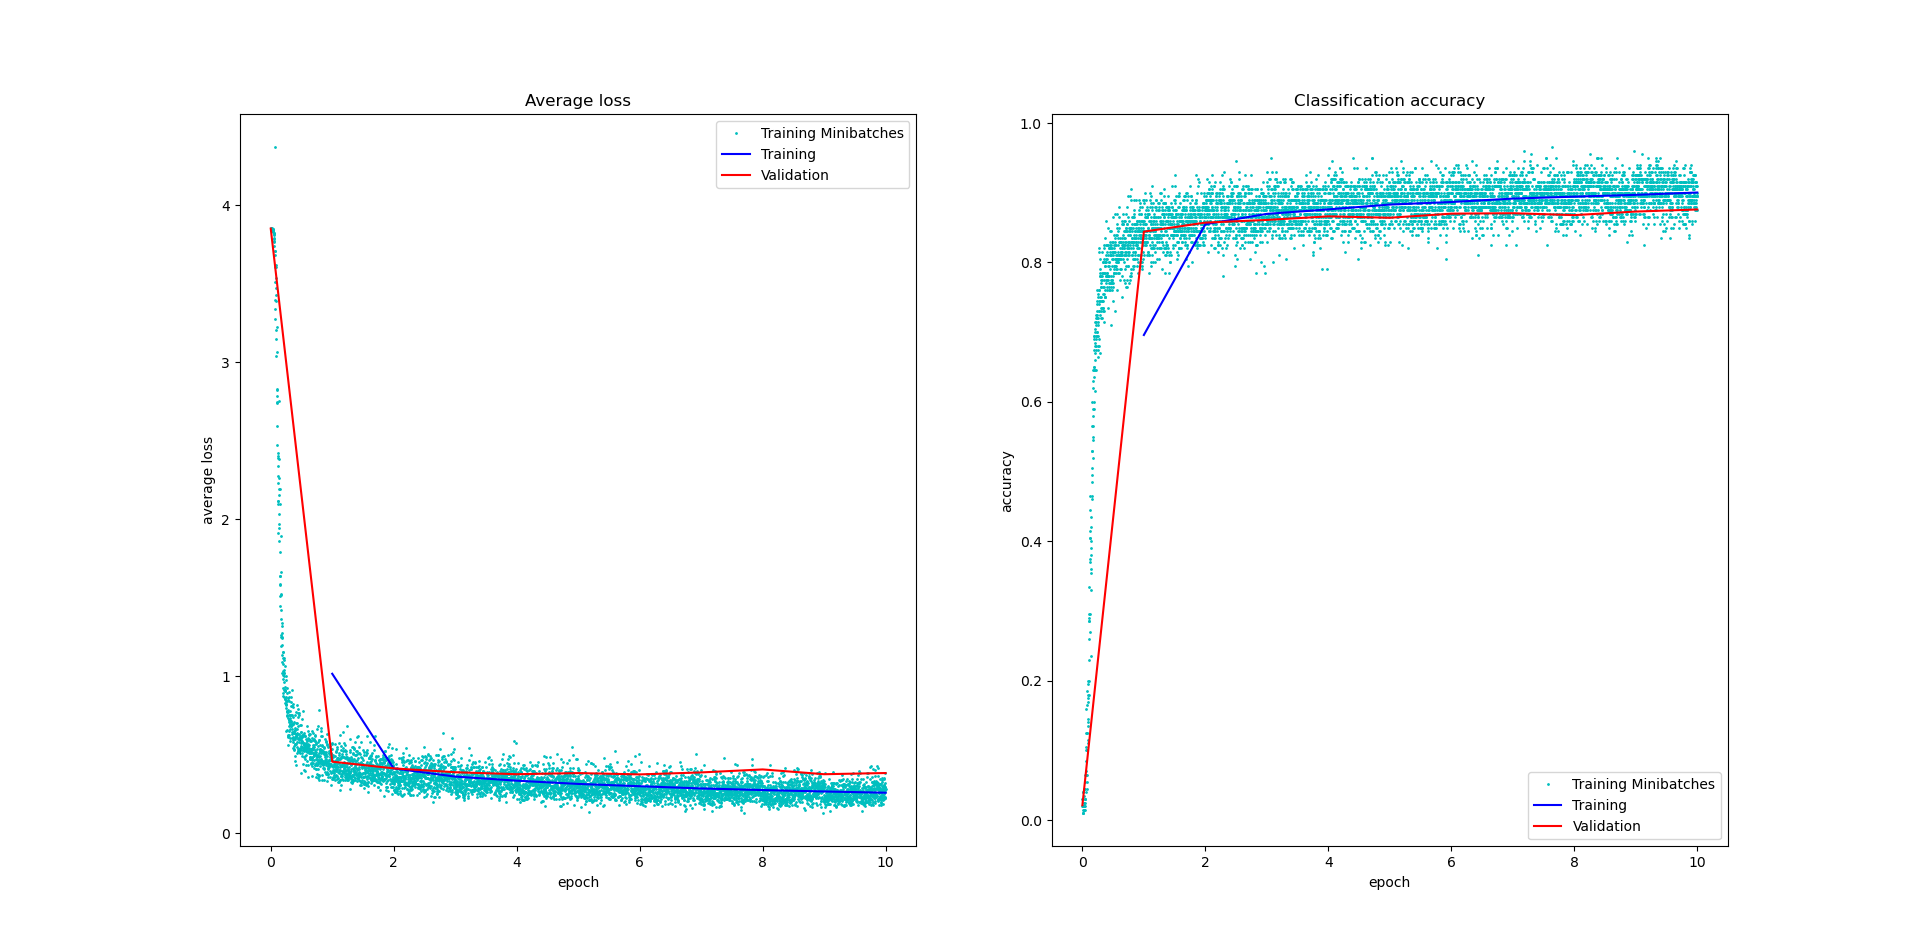 Average loss
Training Minibatches
Training
Validation
4
3
2
1
0
average loss
0 2 4 6 8 10
epoch
Classification accuracy
1.0
0.8
0.6
0.4
0.2
0.0
accuracy
Training Minibatches
Training
Validation
0 2 4 6 8 10
epoch